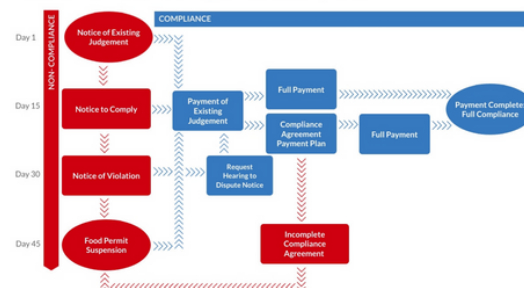 COMPLIANCE
NON-COMPLIANCE
Day 1
Notice of Existing
Judgement
Day 15
Notice to Comply
Payment of
Existing
Judgement
Full Payment
Compliance
Agreement
Payment Plan
Full Payment
Payment Complete
Full Compliance
Day 30
Notice of Violation
Request
Hearing to
Dispute Notice
Day 45
Food Permit
Suspension
Incomplete
Compliance
Agreement